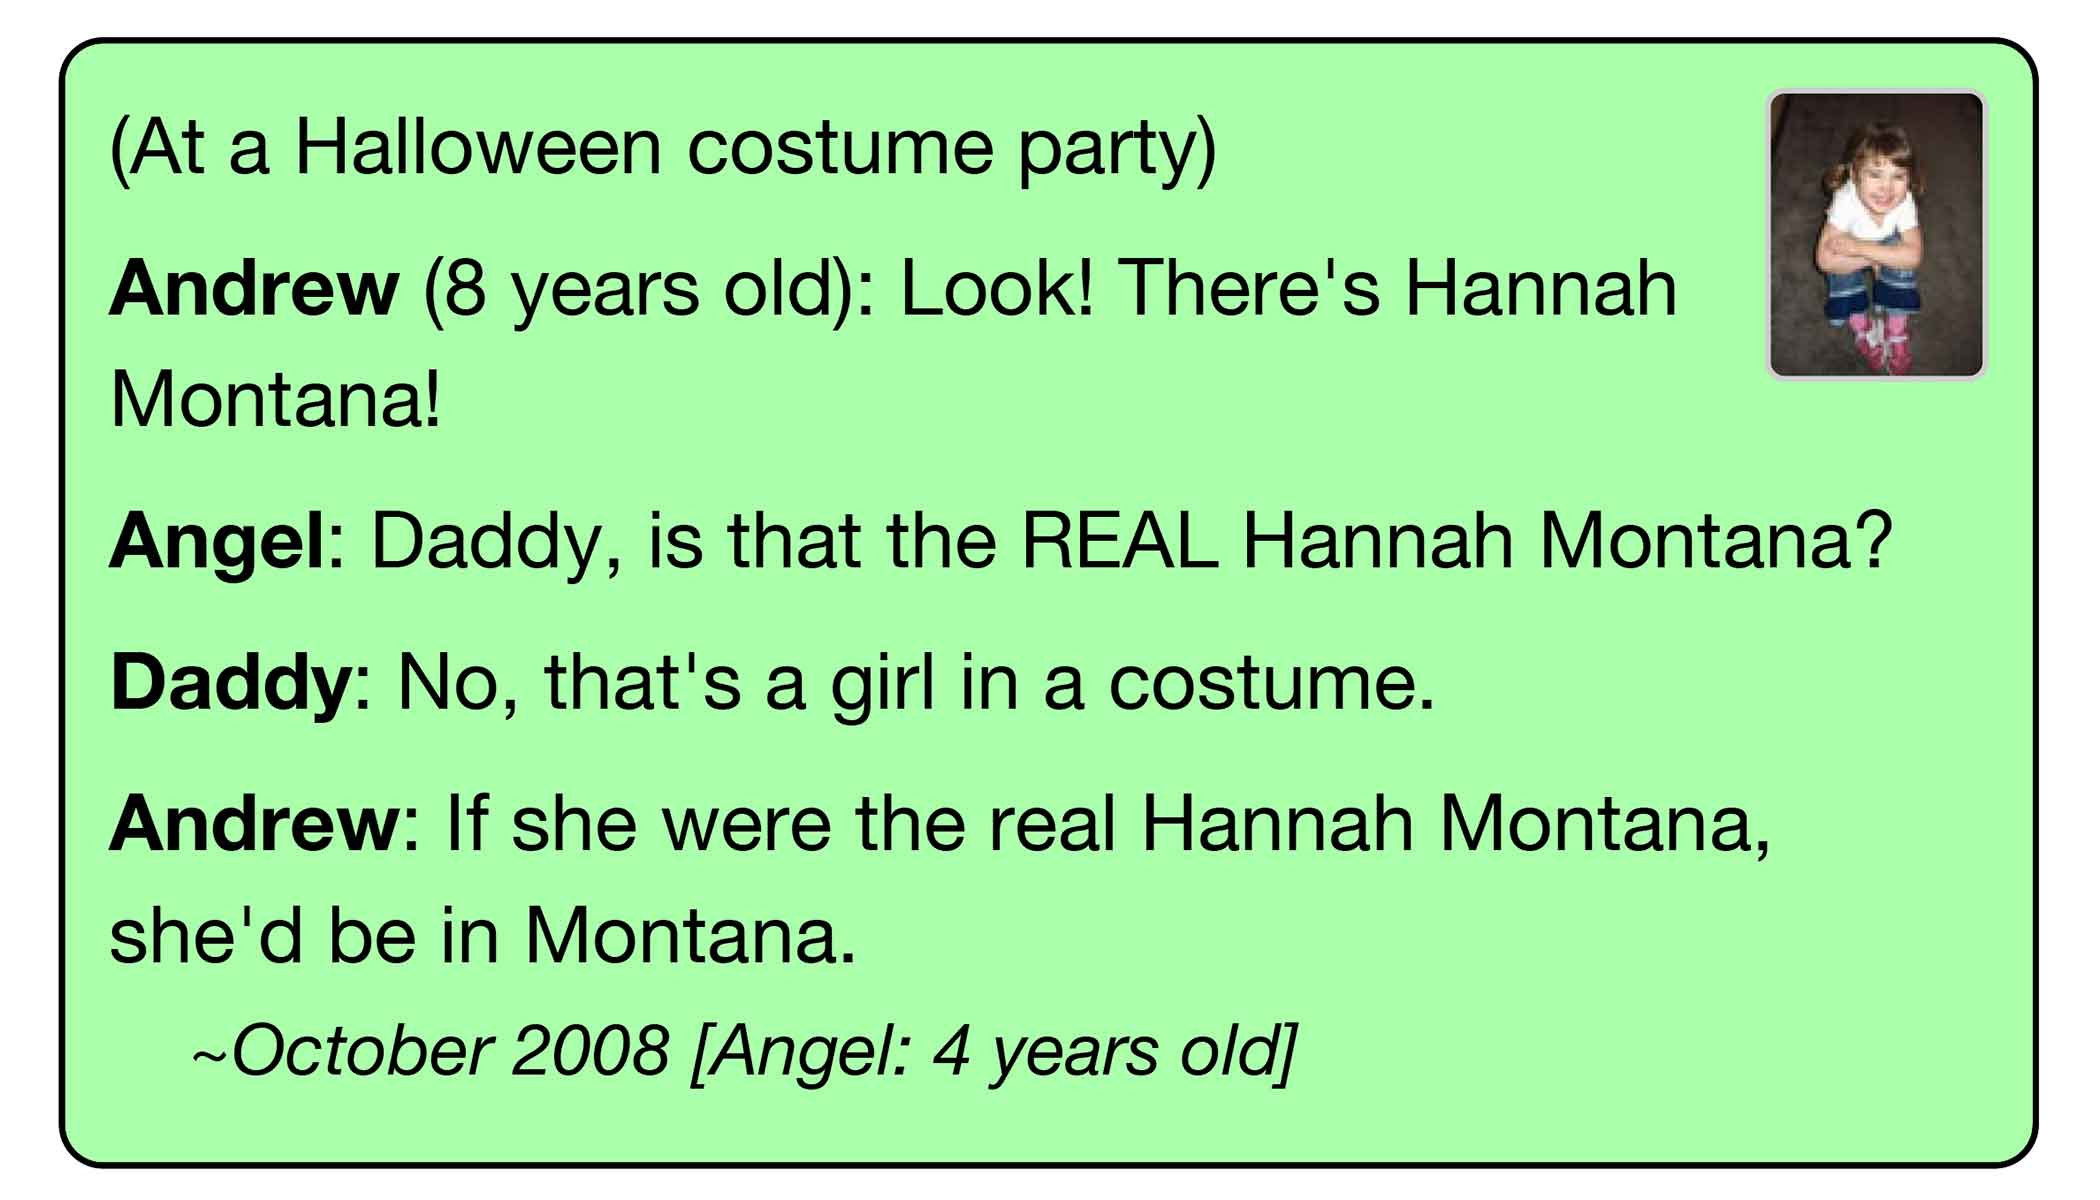 (At a Halloween costume party)
Andrew (8 years old): Look! There's Hannah
Montana!
Angel: Daddy, is that the REAL Hannah Montana?
Daddy: No, that's a girl in a costume.
Andrew: If she were the real Hannah Montana,
she'd be in Montana.
~October 2008 [Angel: 4 years old]